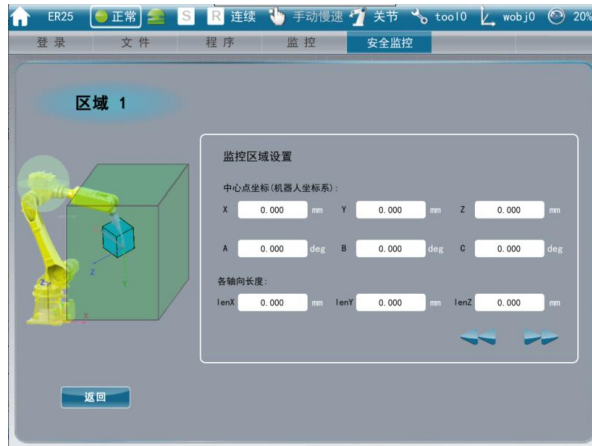 ER25 正常 S R 连续 手动慢速 关节 tool0 wobj0 20%
登录 文件 程序 监控 安全监控
区域 1
监控区域设置
中心点坐标(机器人坐标系):
X 0.000 mm Y 0.000 mm Z 0.000 mm
A 0.000 deg B 0.000 deg C 0.000 deg
各轴向长度:
lenX 0.000 mm lenY 0.000 mm lenZ 0.000 mm
Z Y X
返回